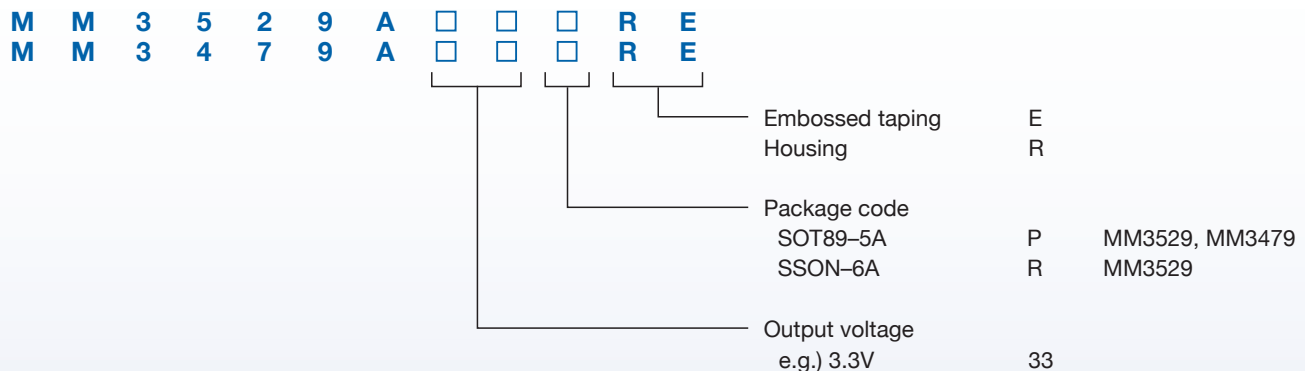 M M 3 5 2 9 A □ □ □ R E
M M 3 4 7 9 A □ □ □ R E
Embossed taping E
Housing R
Package code
SOT89–5A P MM3529, MM3479
SSON–6A R MM3529
Output voltage
e.g.) 3.3V 33